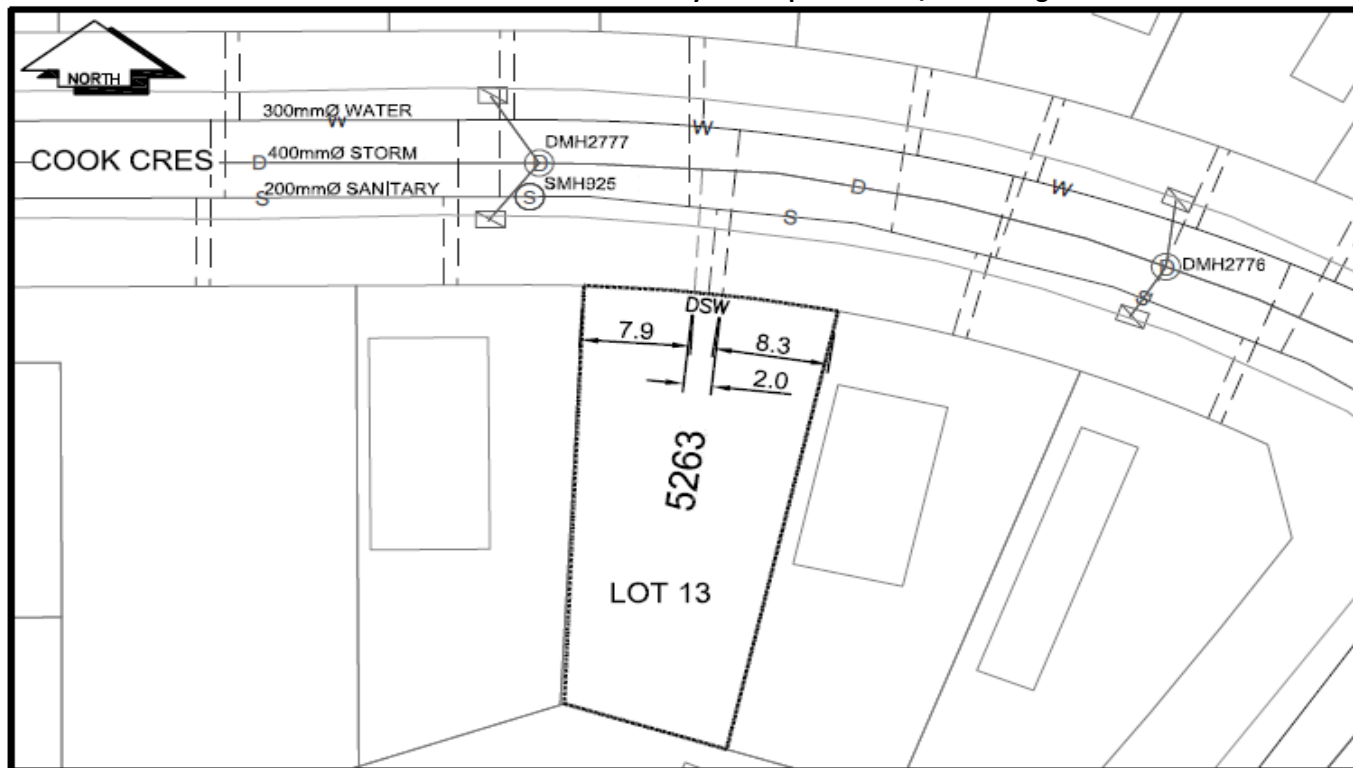 NORTH
300mmØ WATER
W
W
COOK CRES
D
400mmØ STORM
D
DMH2777
200mmØ SANITARY
S
S
SMH925
D
W
S
D
DMH2776
S
DSW
7.9
8.3
2.0
5263
LOT 13